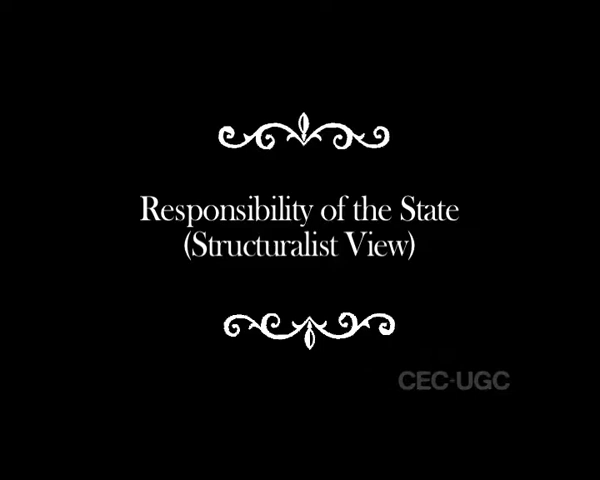 Responsibility of the State
(Structuralist View)
CEC-UGC